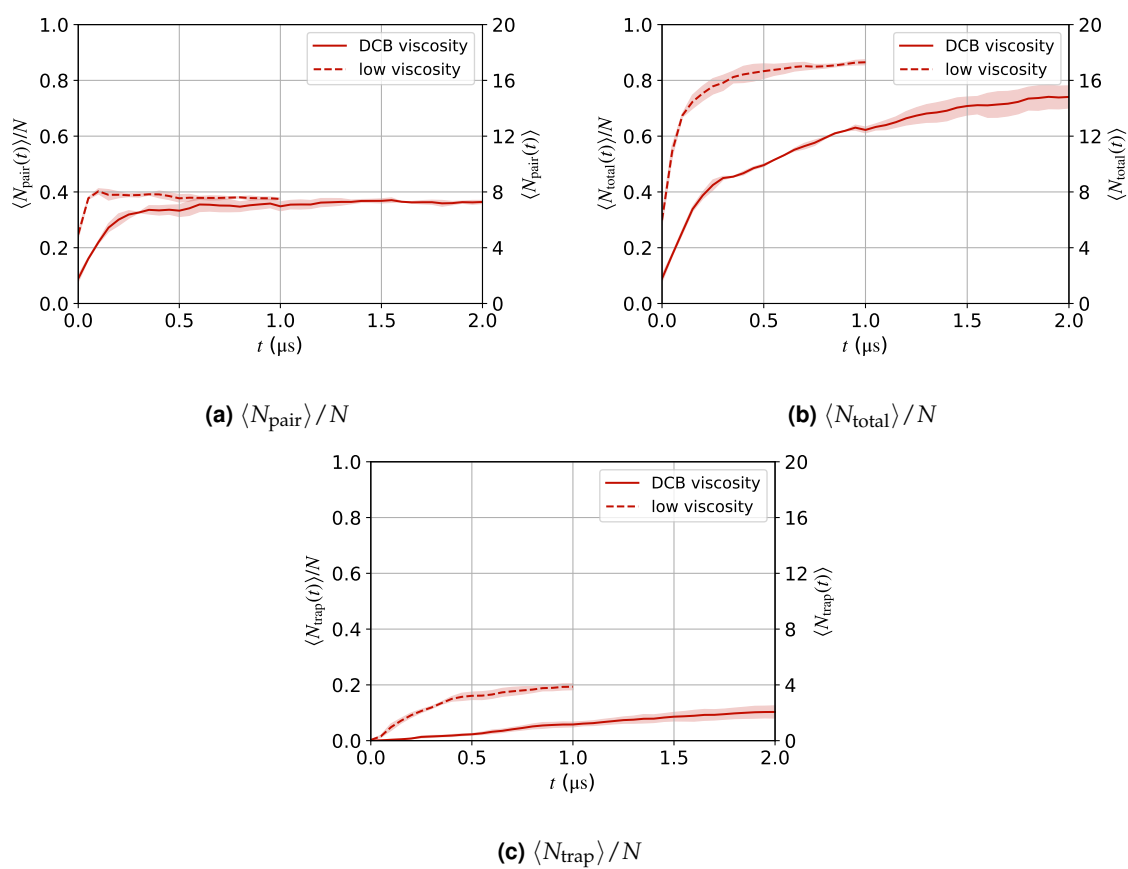 1.0 20
0.8 16
0.6 12
0.4 8
0.2 4
0.0 0
0.0 0.5 1.0 1.5 2.0
t (µs)
⟨N_pair(t)⟩/N
⟨N_pair(t)⟩
DCB viscosity
low viscosity
(a) ⟨N_pair⟩/N
1.0 20
0.8 16
0.6 12
0.4 8
0.2 4
0.0 0
0.0 0.5 1.0 1.5 2.0
t (µs)
⟨N_total(t)⟩/N
⟨N_total(t)⟩
DCB viscosity
low viscosity
(b) ⟨N_total⟩/N
1.0 20
0.8 16
0.6 12
0.4 8
0.2 4
0.0 0
0.0 0.5 1.0 1.5 2.0
t (µs)
⟨N_trap(t)⟩/N
⟨N_trap(t)⟩
DCB viscosity
low viscosity
(c) ⟨N_trap⟩/N